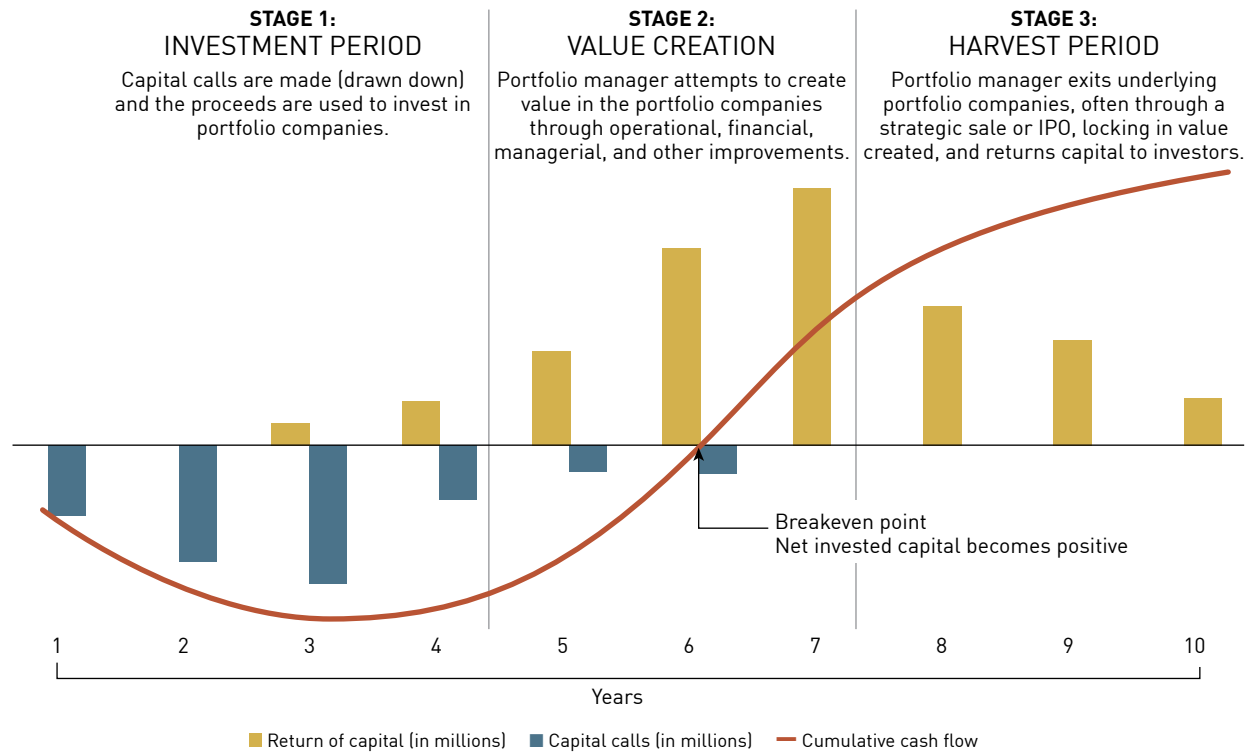 STAGE 1:
INVESTMENT PERIOD
Capital calls are made (drawn down)
and the proceeds are used to invest in
portfolio companies.
STAGE 2:
VALUE CREATION
Portfolio manager attempts to create
value in the portfolio companies
through operational, financial,
managerial, and other improvements.
STAGE 3:
HARVEST PERIOD
Portfolio manager exits underlying
portfolio companies, often through a
strategic sale or IPO, locking in value
created, and returns capital to investors.
Breakeven point
Net invested capital becomes positive
1 2 3 4 5 6 7 8 9 10
Years
Return of capital (in millions) Capital calls (in millions) Cumulative cash flow